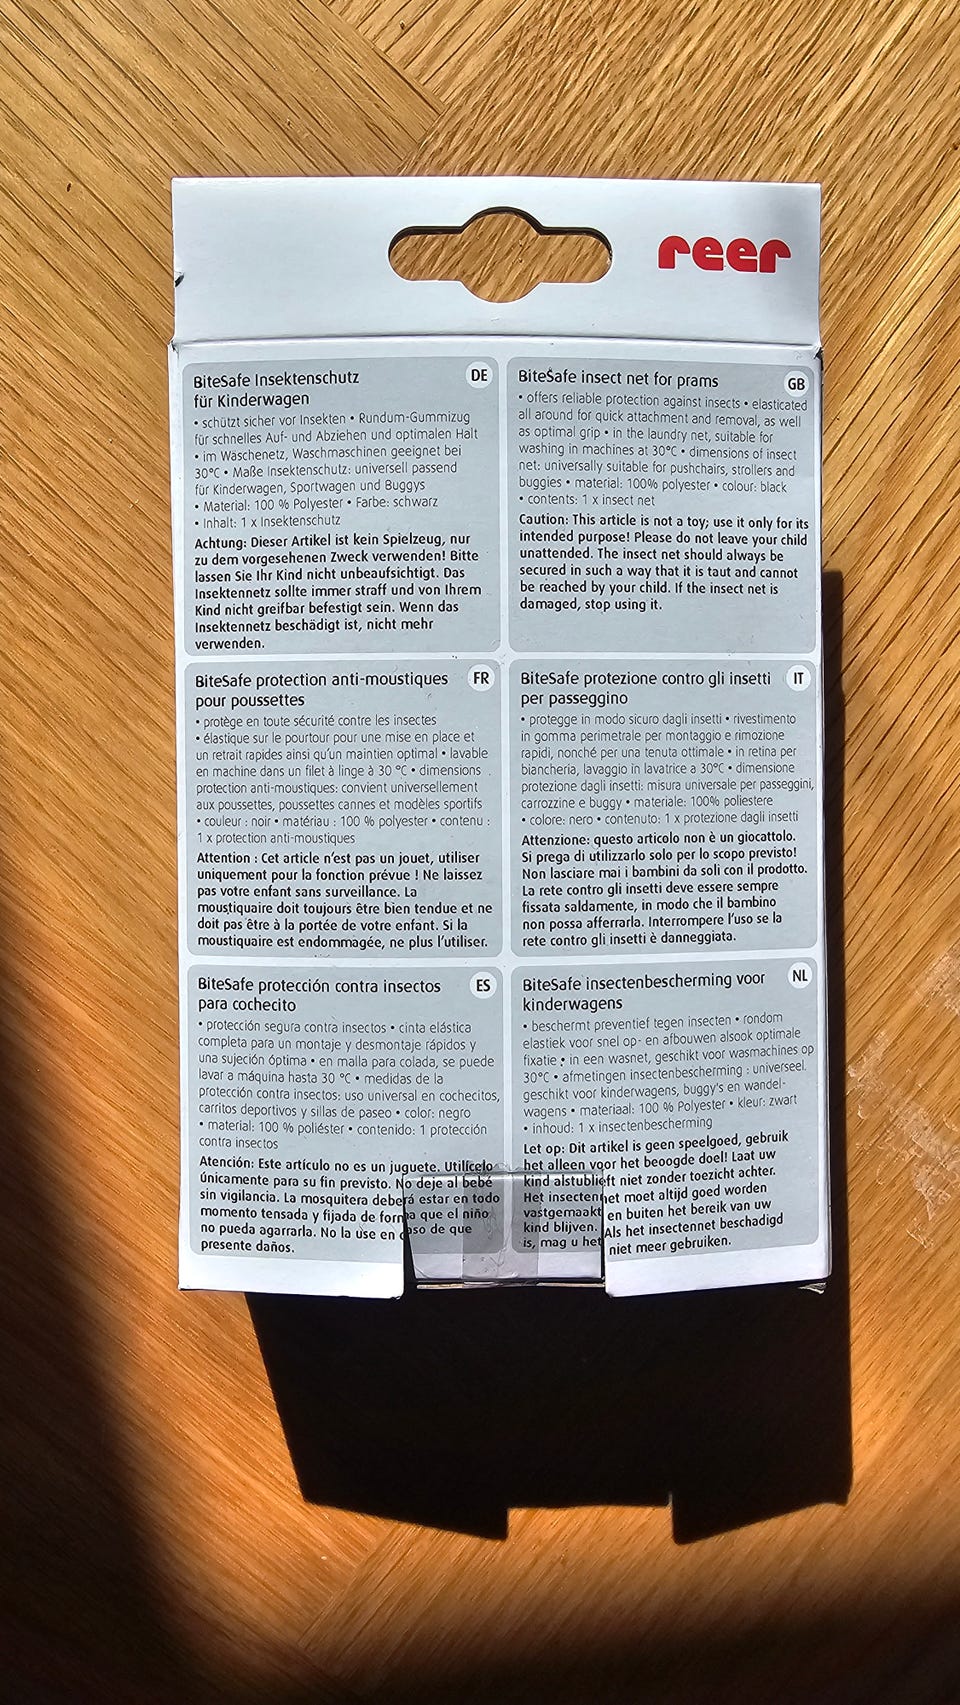 reer
BiteSafe Insektenschutz
für Kinderwagen
DE
• schützt sicher vor Insekten • Rundum-Gummizug
für schnelles Auf- und Abziehen und optimalen Halt
• im Wäschenetz, Waschmaschinen geeignet bei
30°C • Maße Insektenschutz: universell passend
für Kinderwagen, Sportwagen und Buggys
• Material: 100 % Polyester • Farbe: schwarz
• Inhalt: 1 x Insektenschutz
Achtung: Dieser Artikel ist kein Spielzeug, nur
zu dem vorgesehenen Zweck verwenden! Bitte
lassen Sie Ihr Kind nicht unbeaufsichtigt. Das
Insektennetz sollte immer straff und von Ihrem
Kind nicht greifbar befestigt sein. Wenn das
Insektennetz beschädigt ist, nicht mehr
verwenden.
BiteSafe insect net for prams
GB
• offers reliable protection against insects • elasticated
all around for quick attachment and removal, as well
as optimal grip • in the laundry net, suitable for
washing in machines at 30°C • dimensions of insect
net: universally suitable for pushchairs, strollers and
buggies • material: 100% polyester • colour: black
• contents: 1 x insect net
Caution: This article is not a toy; use it only for its
intended purpose! Please do not leave your child
unattended. The insect net should always be
secured in such a way that it is taut and cannot
be reached by your child. If the insect net is
damaged, stop using it.
BiteSafe protection anti-moustiques
pour poussettes
FR
• protège en toute sécurité contre les insectes
• élastique sur le pourtour pour une mise en place et
un retrait rapides ainsi qu'un maintien optimal • lavable
en machine dans un filet à linge à 30 °C • dimensions
protection anti-moustiques: convient universellement
aux poussettes, poussettes cannes et modèles sportifs
• couleur : noir • matériau : 100 % polyester • contenu :
1 x protection anti-moustiques
Attention : Cet article n'est pas un jouet, utiliser
uniquement pour la fonction prévue ! Ne laissez
pas votre enfant sans surveillance. La
moustiquaire doit toujours être bien tendue et ne
doit pas être à la portée de votre enfant. Si la
moustiquaire est endommagée, ne plus l'utiliser.
BiteSafe protezione contro gli insetti
per passeggino
IT
• protegge in modo sicuro dagli insetti • rivestimento
in gomma perimetrale per montaggio e rimozione
rapidi, nonché per una tenuta ottimale • in retina per
biancheria, lavaggio in lavatrice a 30°C • dimensione
protezione dagli insetti: misura universale per passeggini,
carrozzine e buggy • materiale: 100% poliestere
• colore: nero • contenuto: 1 x protezione dagli insetti
Attenzione: questo articolo non è un giocattolo.
Si prega di utilizzarlo solo per lo scopo previsto!
Non lasciare mai i bambini da soli con il prodotto.
La rete contro gli insetti deve essere sempre
fissata saldamente, in modo che il bambino
non possa afferrarla. Interrompere l'uso se la
rete contro gli insetti è danneggiata.
BiteSafe protección contra insectos
para cochecito
ES
• protección segura contra insectos • cinta elástica
completa para un montaje y desmontaje rápidos y
una sujeción óptima • en malla para colada, se puede
lavar a máquina hasta 30 °C • medidas de la
protección contra insectos: uso universal en cochecitos,
carritos deportivos y sillas de paseo • color: negro
• material: 100 % poliéster • contenido: 1 protección
contra insectos
Atención: Este artículo no es un juguete. Utilícelo
únicamente para su fin previsto. No deje al bebé
sin vigilancia. La mosquitera deberá estar en todo
momento tensada y fijada de forma que el niño
no pueda agarrarla. No la use en caso de que
presente daños.
BiteSafe insectenbescherming voor
kinderwagens
NL
• beschermt preventief tegen insecten • rondom
elastiek voor snel op- en afbouwen alsook optimale
fixatie • in een wasnet, geschikt voor wasmachines op
30°C • afmetingen insectenbescherming : universeel
geschikt voor kinderwagens, buggy's en wandel-
wagens • materiaal: 100 % Polyester • kleur: zwart
• inhoud: 1 x insectenbescherming
Let op: Dit artikel is geen speelgoed, gebruik
het alleen voor het beoogde doel! Laat uw
kind alstublieft niet zonder toezicht achter.
Het insectennet moet altijd goed worden
vastgemaakt en buiten het bereik van uw
kind blijven. Als het insectennet beschadigd
is, mag u het niet meer gebruiken.